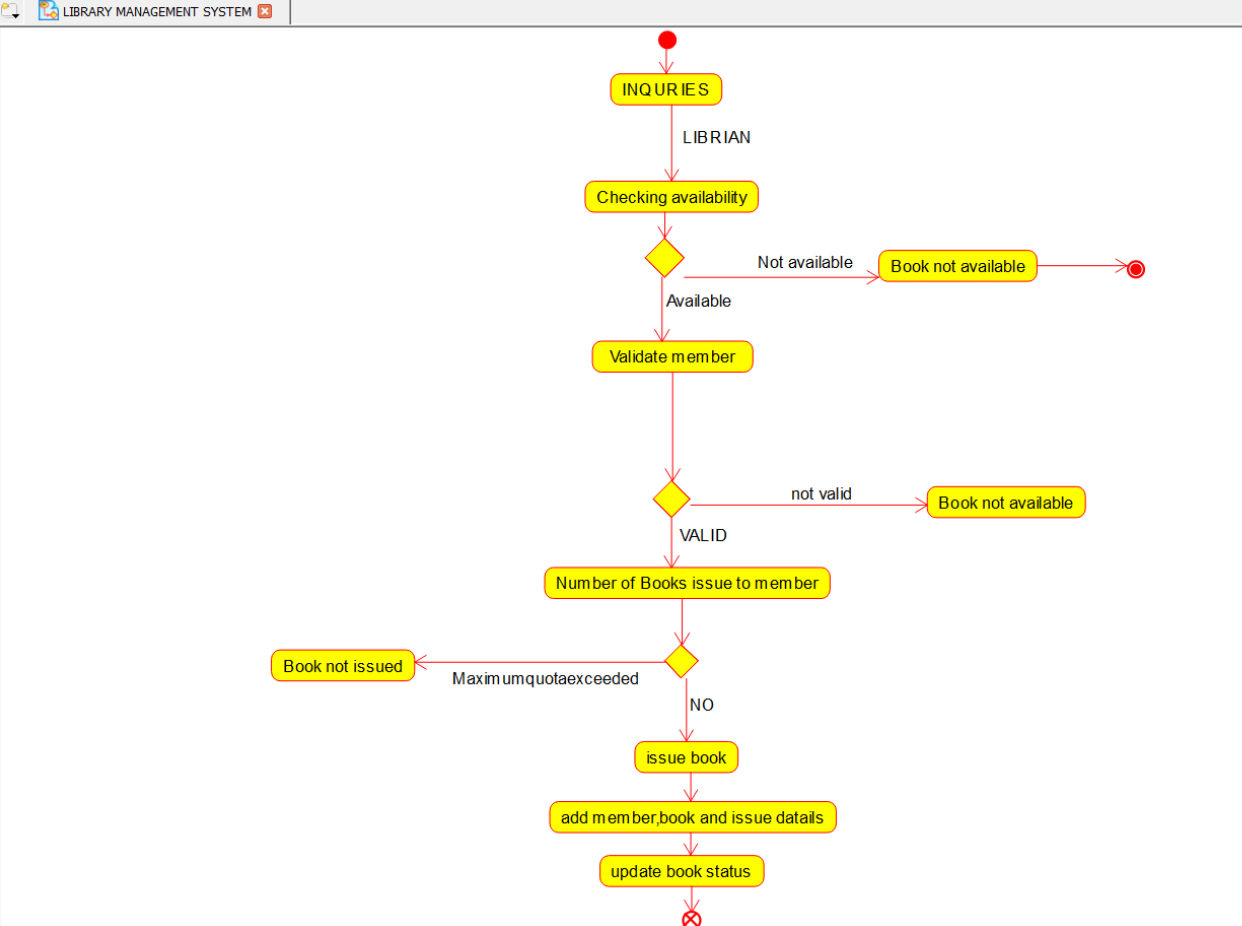 LIBRARY MANAGEMENT SYSTEM
INQURIES
LIBRIAN
Checking availability
Not available
Book not available
Available
Validate member
not valid
Book not available
VALID
Number of Books issue to member
Book not issued
Maximumquotaexceeded
NO
issue book
add member,book and issue datails
update book status